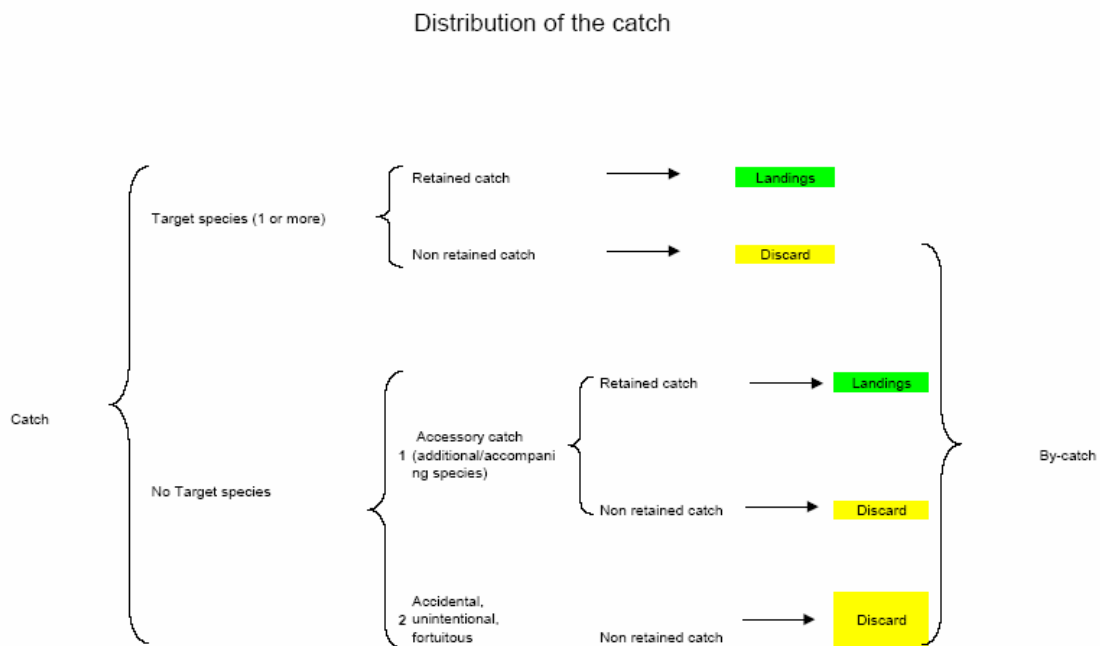 Distribution of the catch
Retained catch
Landings
Target species (1 or more)
Non retained catch
Discard
Retained catch
Landings
Catch
Accessory catch
1 (additional/accompani
ng species)
By-catch
No Target species
Non retained catch
Discard
Accidental,
2 unintentional,
fortuitous
Non retained catch
Discard